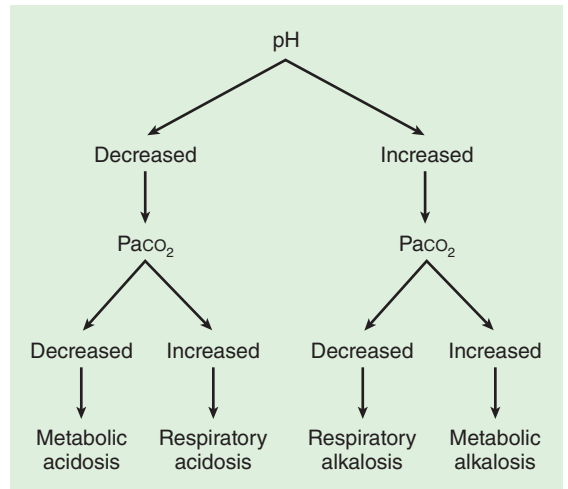 pH
Decreased Increased
Paco₂ Paco₂
Decreased Increased Decreased Increased
Metabolic Respiratory Respiratory Metabolic
acidosis acidosis alkalosis alkalosis